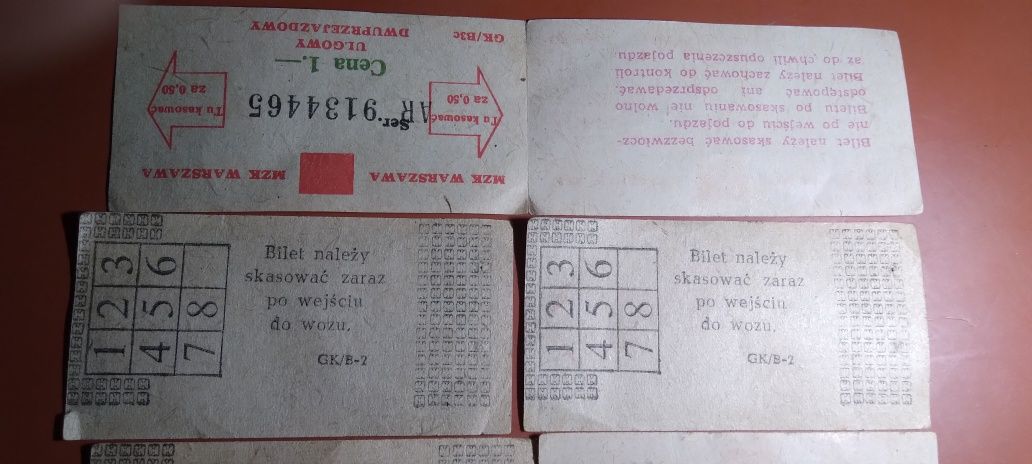 MZK WARSZAWA MZK WARSZAWA
Tu kasować
za 0,50
Ser. AR 9134465
Tu kasować
za 0,50
Cena 1.—
ULGOWY
DWUPRZEJAZDOWY
GK/B3c
Bilet należy skasować bezzwłocz-
nie po wejściu do pojazdu.
Biletu po skasowaniu nie wolno
odstępować ani odsprzedawać.
Bilet należy zachować do kontroli
aż do chwili opuszczenia pojazdu.
1 2 3
4 5 6
7 8
Bilet należy
skasować zaraz
po wejściu
do wozu.
GK/B-2
1 2 3
4 5 6
7 8
Bilet należy
skasować zaraz
po wejściu
do wozu.
GK/B-2